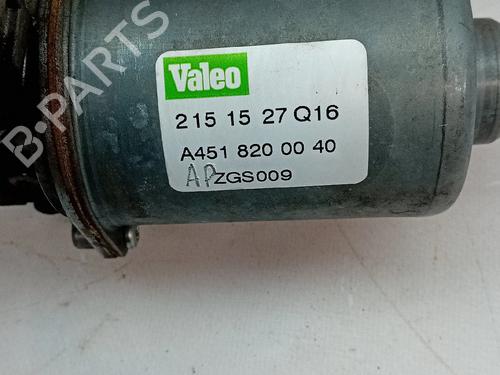 Valeo
215 15 27 Q16
A451 820 00 40
AP ZGS009
B-PARTS